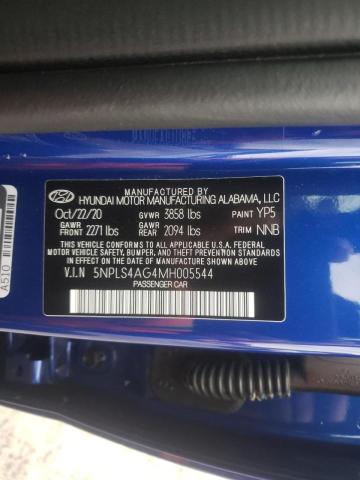 MANUFACTURED BY
HYUNDAI MOTOR MANUFACTURING ALABAMA, LLC
Oct/22/20 GVWR 3858 lbs PAINT YP5
GAWR FRONT 2271 lbs GAWR REAR 2094 lbs TRIM NNB
THIS VEHICLE CONFORMS TO ALL APPLICABLE U.S.A. FEDERAL MOTOR
VEHICLE SAFETY, BUMPER, AND THEFT PREVENTION STANDARDS IN
EFFECT ON THE DATE OF MANUFACTURE SHOWN ABOVE.
V.I.N 5NPLS4AG4MH005544
PASSENGER CAR
A510